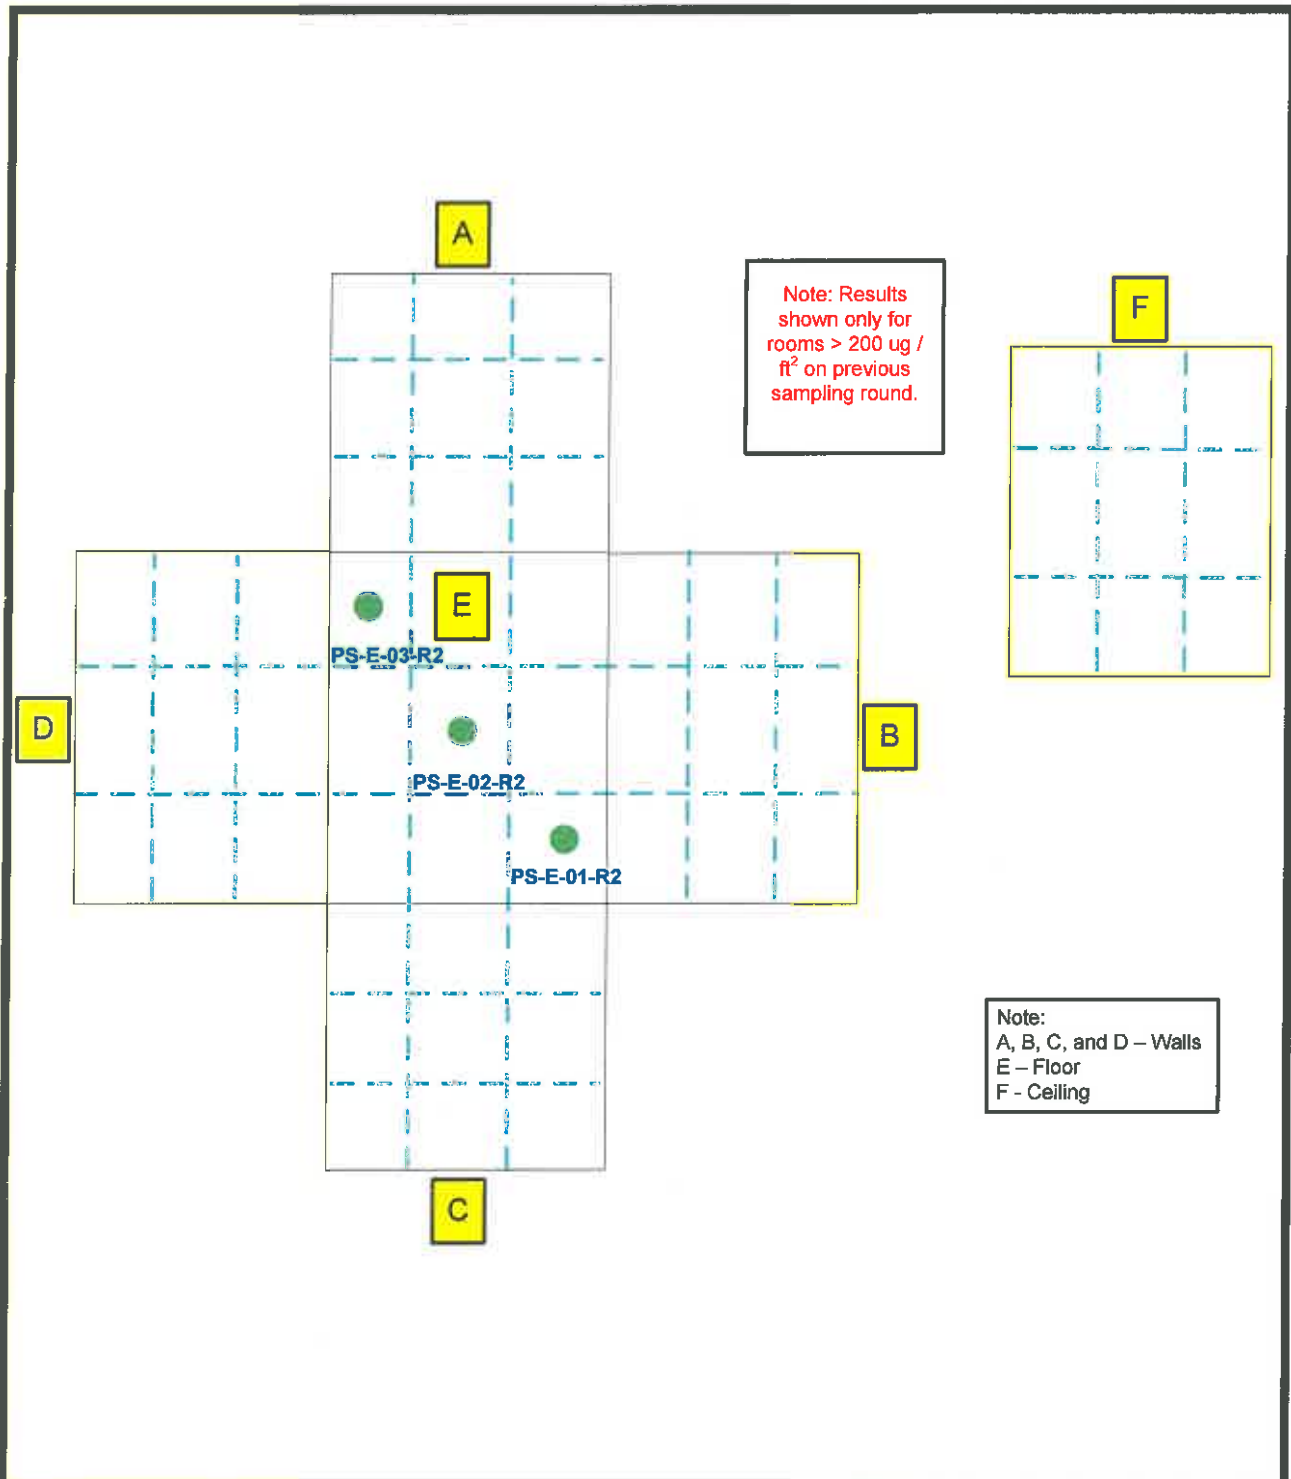 A
Note: Results
shown only for
rooms > 200 ug /
ft² on previous
sampling round.
F
E
PS-E-03-R2
D
B
PS-E-02-R2
PS-E-01-R2
Note:
A, B, C, and D – Walls
E – Floor
F - Ceiling
C